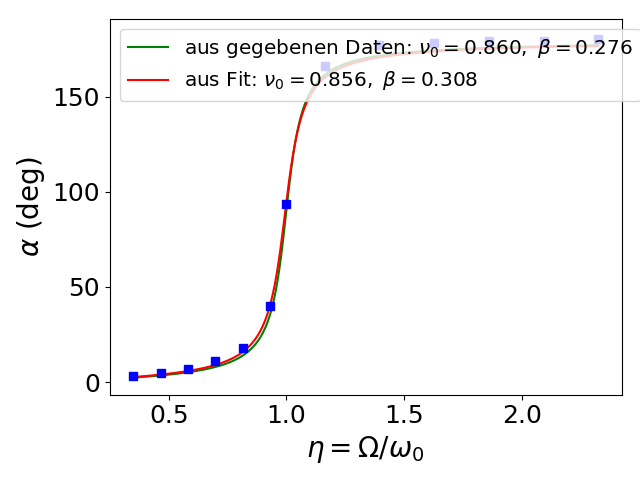 aus gegebenen Daten: ν₀ = 0.860, β = 0.276
aus Fit: ν₀ = 0.856, β = 0.308
α (deg)
150
100
50
0
0.5 1.0 1.5 2.0
η = Ω/ω₀